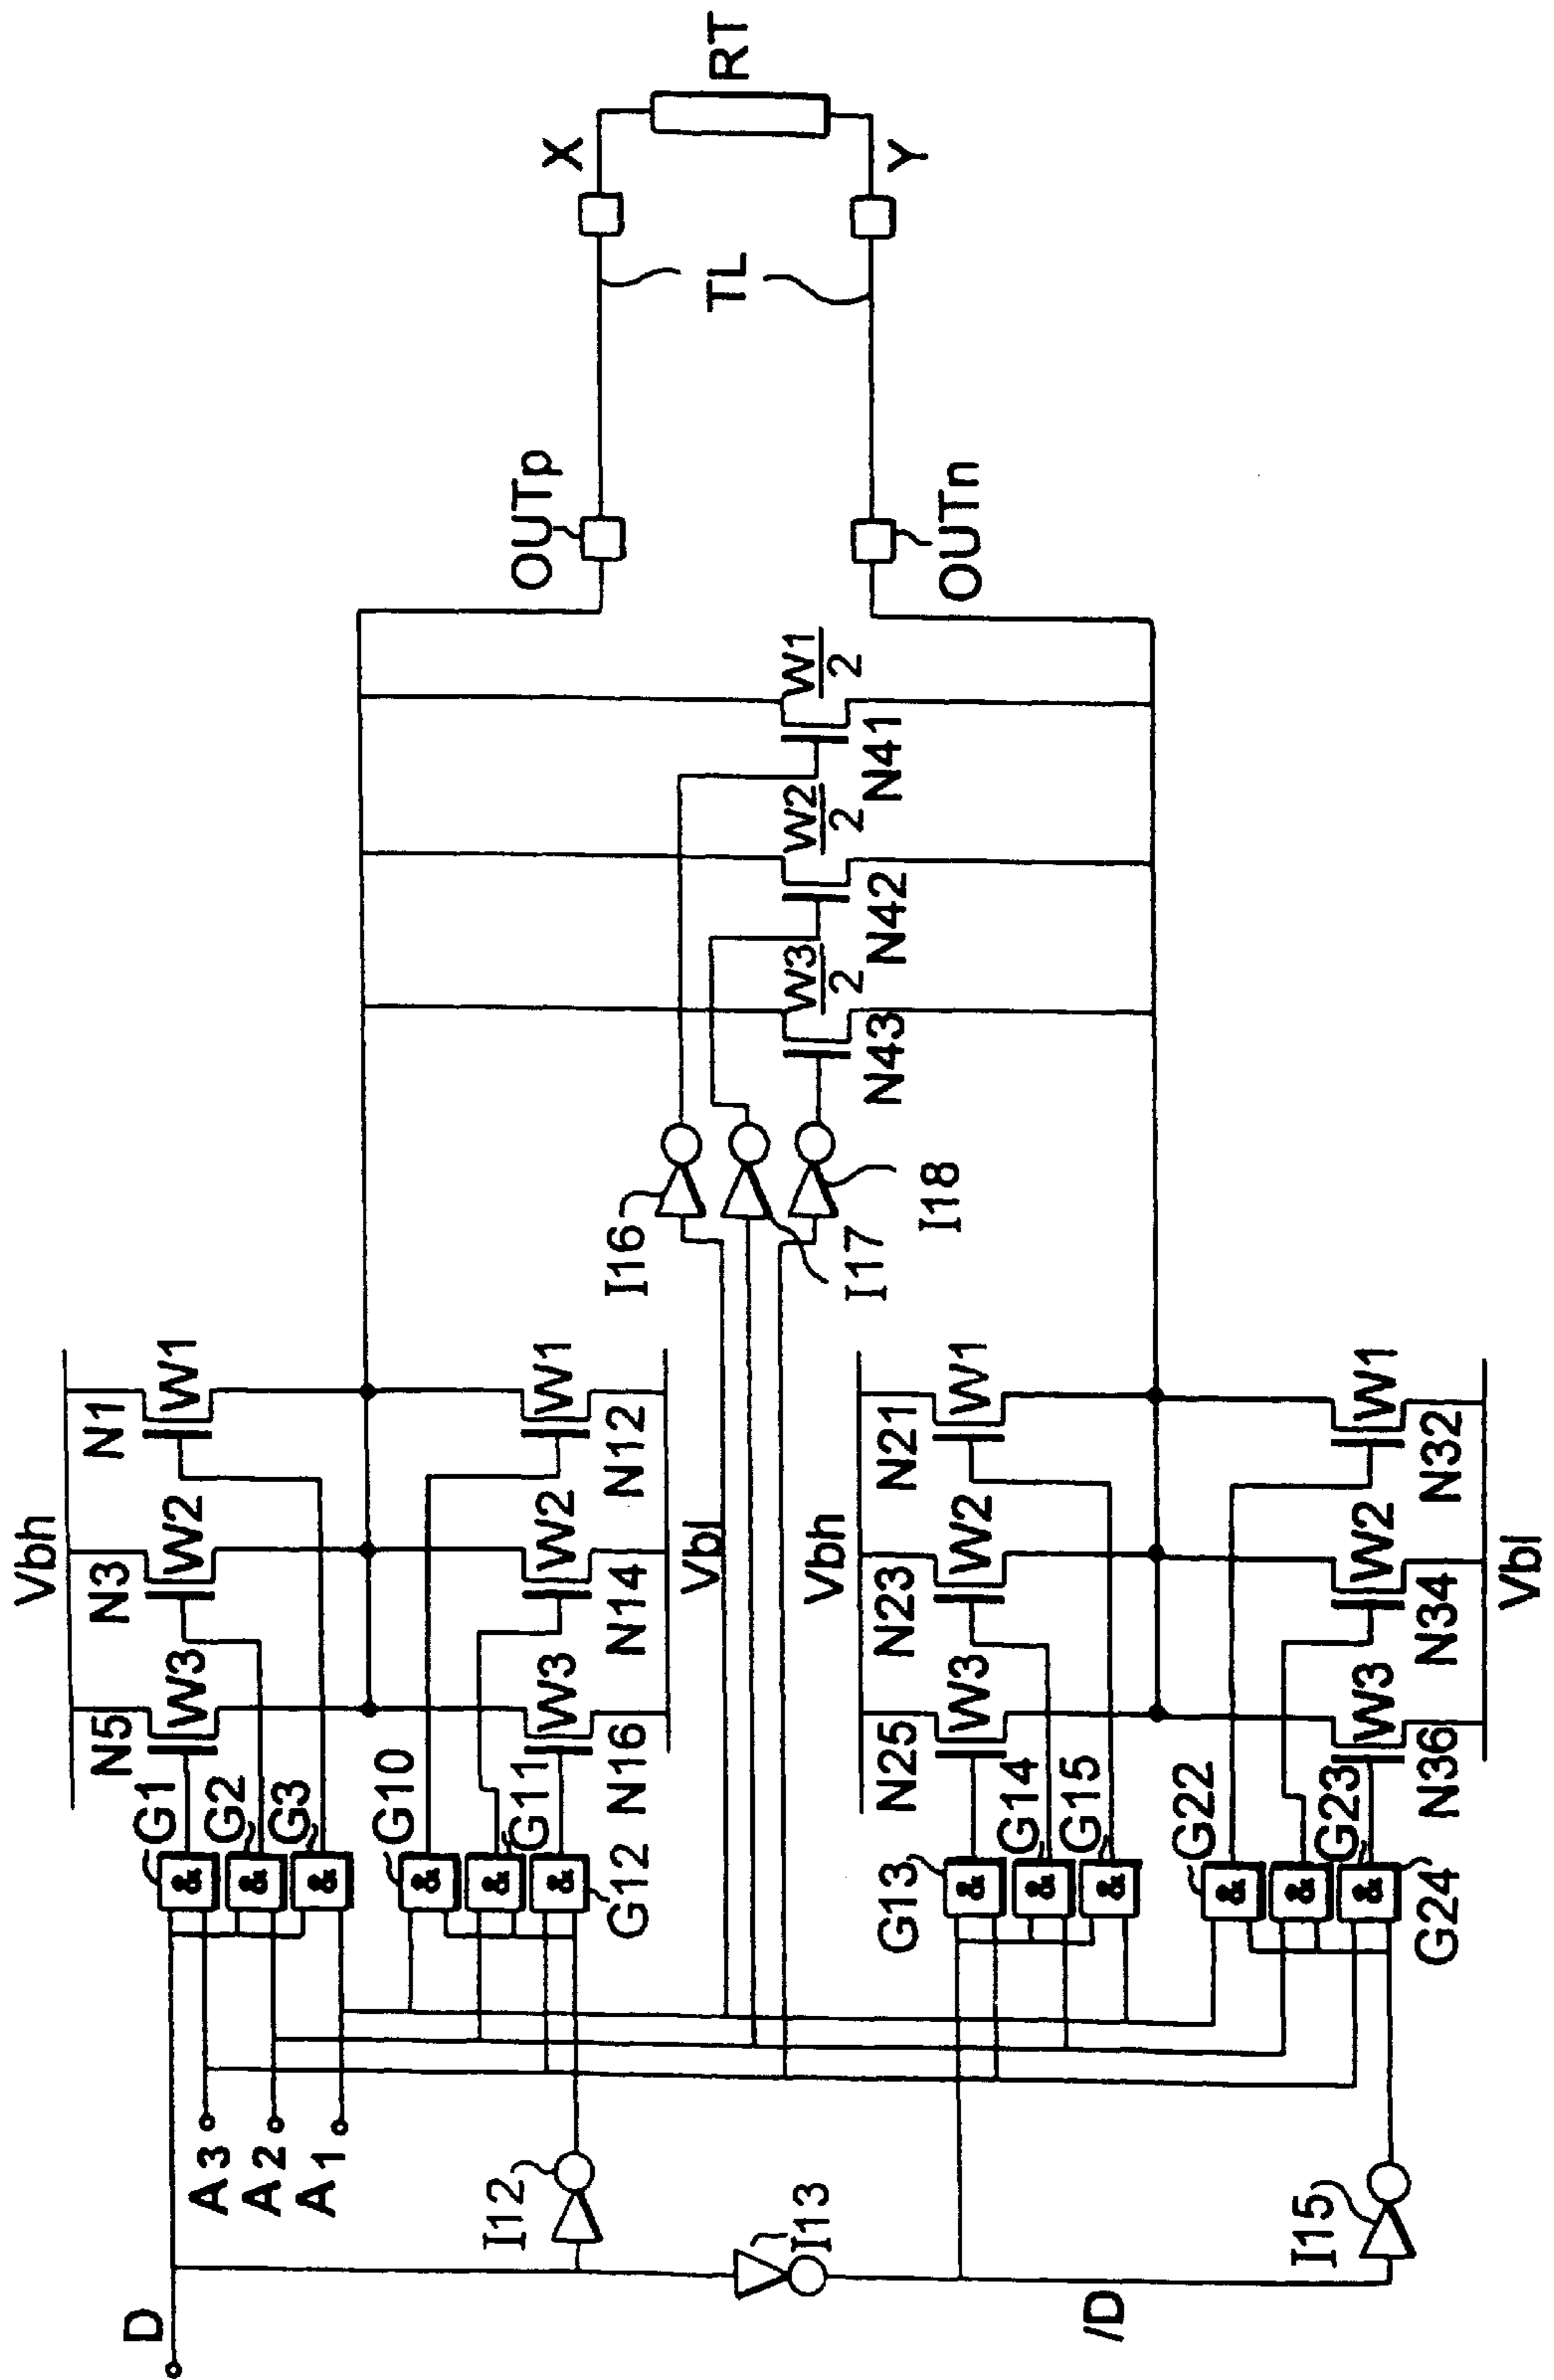 D
A3
A2
A1
I12
I13
/D
I15
G1
G2
G3
G10
G11
G12
G13
G14
G15
G22
G23
G24
&
&
&
&
&
&
&
&
&
&
&
&
Vbh
N5
W3
N3
W2
N1
W1
N16
W3
N14
W2
N12
W1
Vbl
Vbh
N25
W3
N23
W2
N21
W1
N36
W3
N34
W2
N32
W1
Vbl
I16
I17
I18
N43
W3
2
N42
W2
2
N41
W1
2
OUTp
OUTn
TL
X
Y
RT